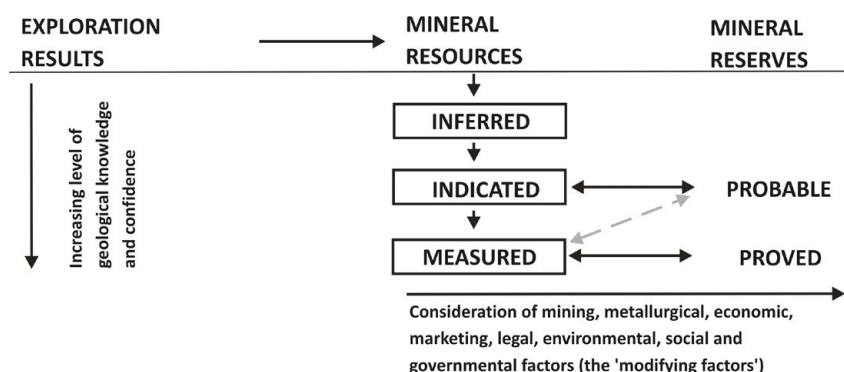 EXPLORATION
RESULTS
MINERAL
RESOURCES
MINERAL
RESERVES
Increasing level of
geological knowledge
and confidence
INFERRED
INDICATED
PROBABLE
MEASURED
PROVED
Consideration of mining, metallurgical, economic,
marketing, legal, environmental, social and
governmental factors (the 'modifying factors')